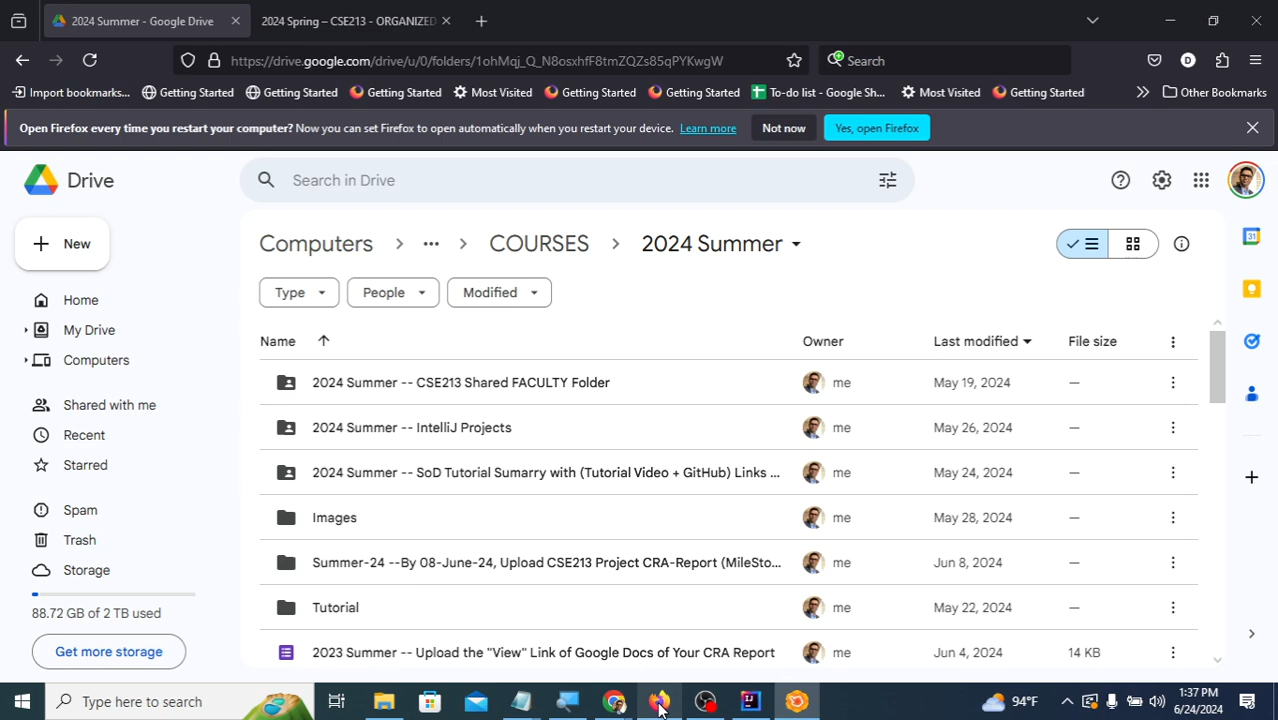 2024 Summer - Google Drive
2024 Spring – CSE213 - ORGANIZED
https://drive.google.com/drive/u/0/folders/1ohMqj_Q_N8osxhfF8tmZQZs85qPYKwgW
Search
Import bookmarks...
Getting Started
Getting Started
Getting Started
Most Visited
Getting Started
Getting Started
To-do list - Google Sh...
Most Visited
Getting Started
Other Bookmarks
Open Firefox every time you restart your computer? Now you can set Firefox to open automatically when you restart your device. Learn more
Not now
Yes, open Firefox
Drive
Search in Drive
New
Computers
COURSES
2024 Summer
Type
People
Modified
Home
My Drive
Computers
Shared with me
Recent
Starred
Spam
Trash
Storage
88.72 GB of 2 TB used
Get more storage
Name
Owner
Last modified
File size
2024 Summer -- CSE213 Shared FACULTY Folder
me
May 19, 2024
—
2024 Summer -- IntelliJ Projects
me
May 26, 2024
—
2024 Summer -- SoD Tutorial Sumarry with (Tutorial Video + GitHub) Links ...
me
May 24, 2024
—
Images
me
May 28, 2024
—
Summer-24 --By 08-June-24, Upload CSE213 Project CRA-Report (MileSto...
me
Jun 8, 2024
—
Tutorial
me
May 22, 2024
—
2023 Summer -- Upload the "View" Link of Google Docs of Your CRA Report
me
Jun 4, 2024
14 KB
31
Type here to search
94°F
1:37 PM
6/24/2024